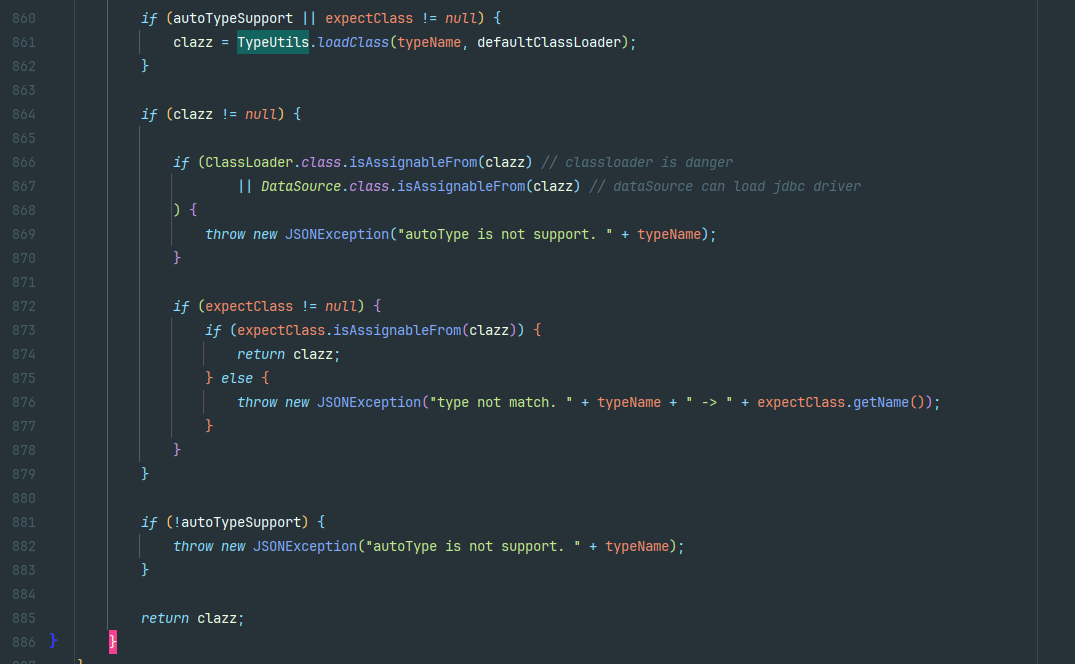 860 if (autoTypeSupport || expectClass != null) {
861 clazz = TypeUtils.loadClass(typeName, defaultClassLoader);
862 }
863
864 if (clazz != null) {
865
866 if (ClassLoader.class.isAssignableFrom(clazz) // classloader is danger
867 || DataSource.class.isAssignableFrom(clazz) // dataSource can load jdbc driver
868 ) {
869 throw new JSONException("autoType is not support. " + typeName);
870 }
871
872 if (expectClass != null) {
873 if (expectClass.isAssignableFrom(clazz)) {
874 return clazz;
875 } else {
876 throw new JSONException("type not match. " + typeName + " -> " + expectClass.getName());
877 }
878 }
879 }
880
881 if (!autoTypeSupport) {
882 throw new JSONException("autoType is not support. " + typeName);
883 }
884
885 return clazz;
886 } }